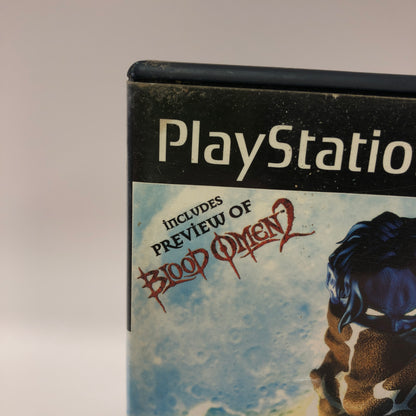 PlayStatio
INCLUDES
PREVIEW OF
BLOOD OMEN 2